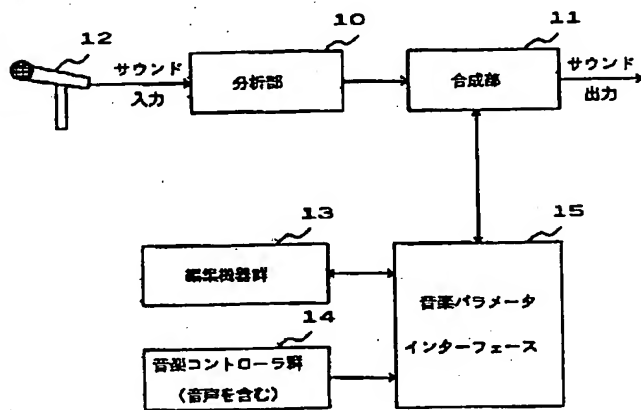 12
サウンド
入力
10
分析部
11
合成部
サウンド
出力
13
編集機器群
14
音楽コントローラ群
(音声を含む)
15
音楽パラメータ
インターフェース